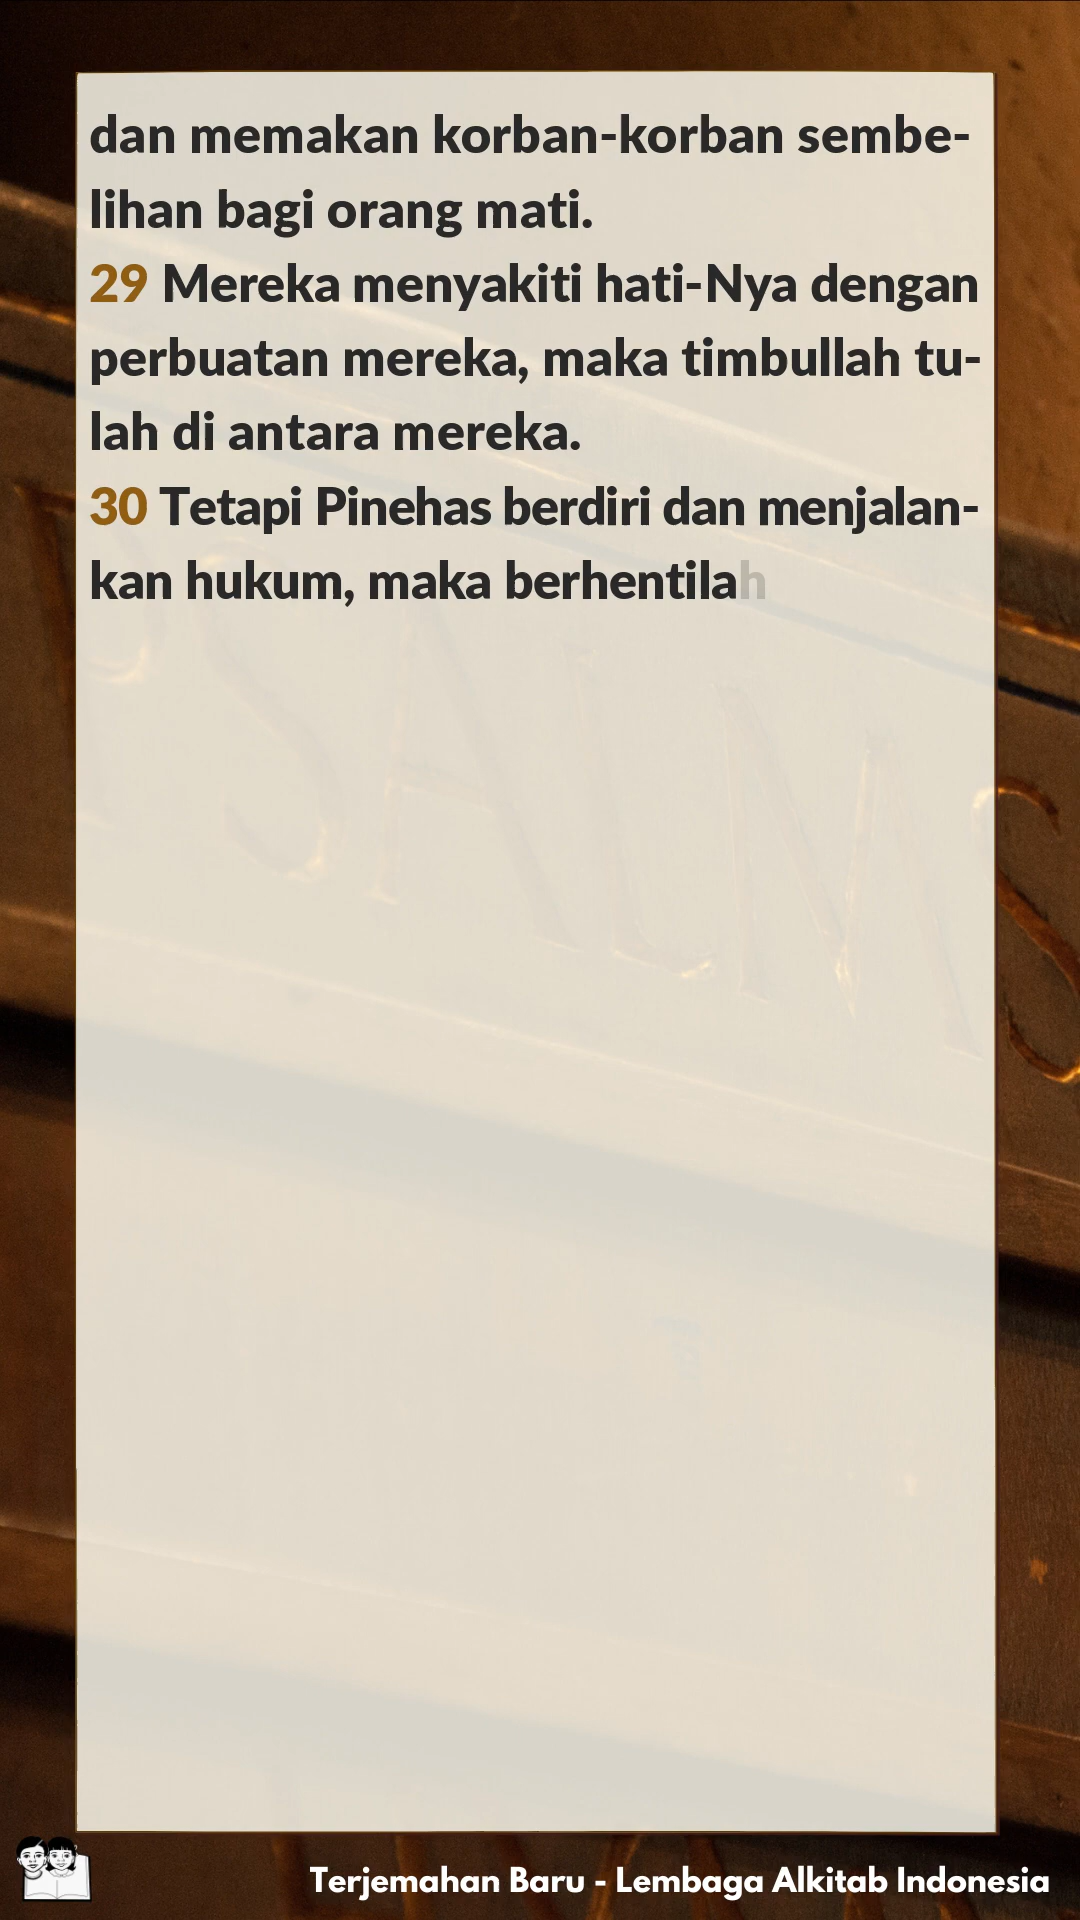 dan memakan korban-korban sembe-
lihan bagi orang mati.
29 Mereka menyakiti hati-Nya dengan
perbuatan mereka, maka timbullah tu-
lah di antara mereka.
30 Tetapi Pinehas berdiri dan menjalan-
kan hukum, maka berhentilah
PSALMS
Terjemahan Baru - Lembaga Alkitab Indonesia